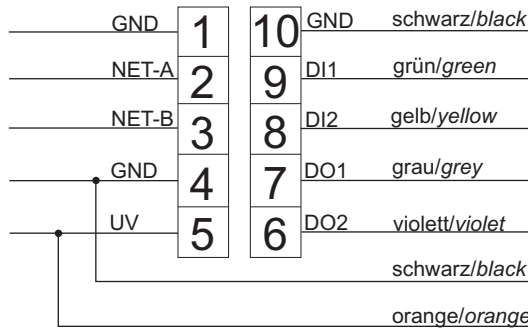 GND 1 10 GND schwarz/black
NET-A 2 9 DI1 grün/green
NET-B 3 8 DI2 gelb/yellow
GND 4 7 DO1 grau/grey
UV 5 6 DO2 violett/violet
schwarz/black
orange/orange